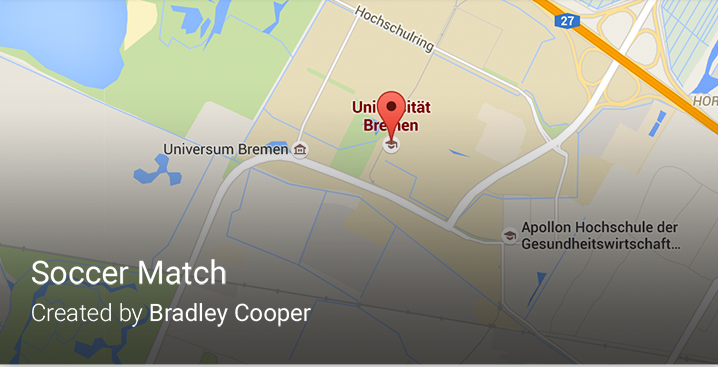 Hochschulring
27
HOR
Universität
Bremen
Universum Bremen
Apollon Hochschule der
Gesundheitswirtschaft...
Soccer Match
Created by Bradley Cooper